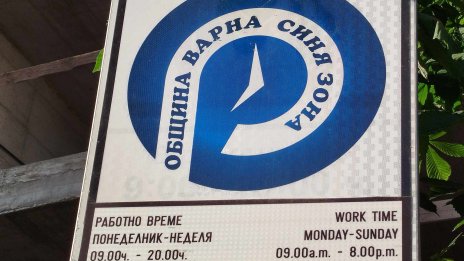 ОБЩИНА ВАРНА СИНЯ ЗОНА
РАБОТНО ВРЕМЕ
ПОНЕДЕЛНИК-НЕДЕЛЯ
09.00ч. - 20.00ч.
WORK TIME
MONDAY-SUNDAY
09.00a.m. - 8.00p.m.